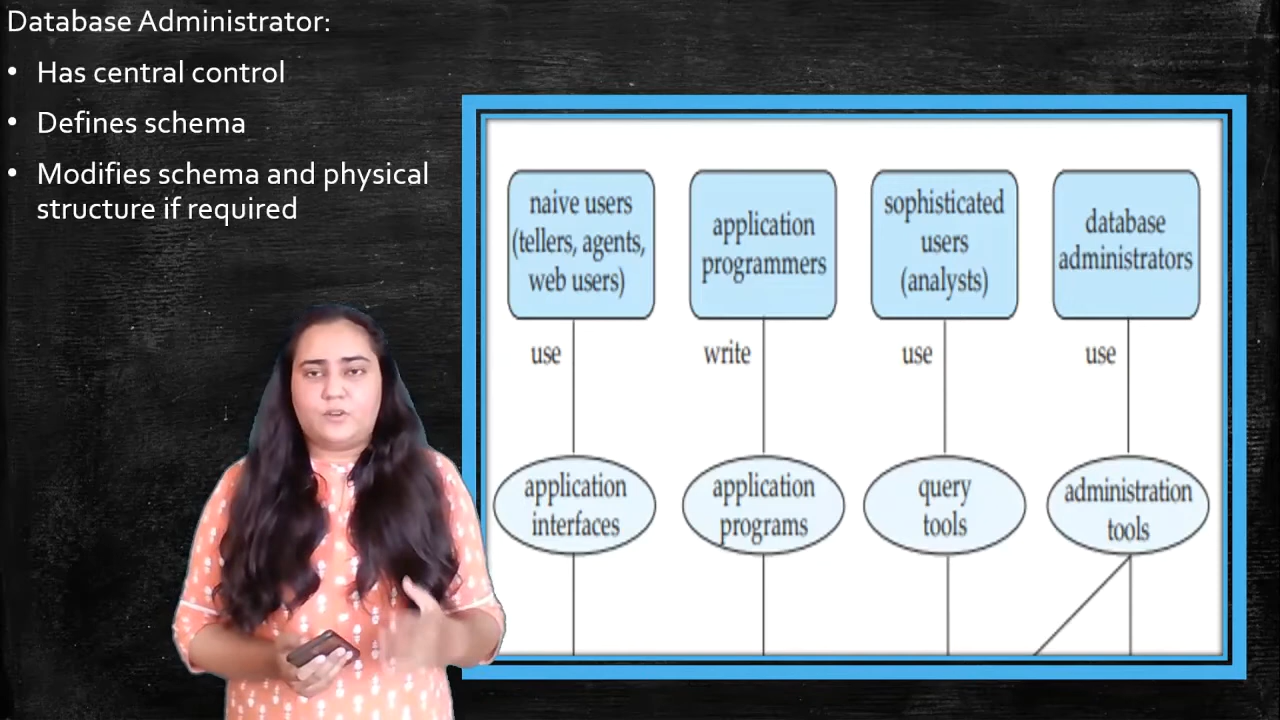 Database Administrator:
• Has central control
• Defines schema
• Modifies schema and physical
structure if required
naive users
(tellers, agents,
web users)
application
programmers
sophisticated
users
(analysts)
database
administrators
use
write
use
use
application
interfaces
application
programs
query
tools
administration
tools